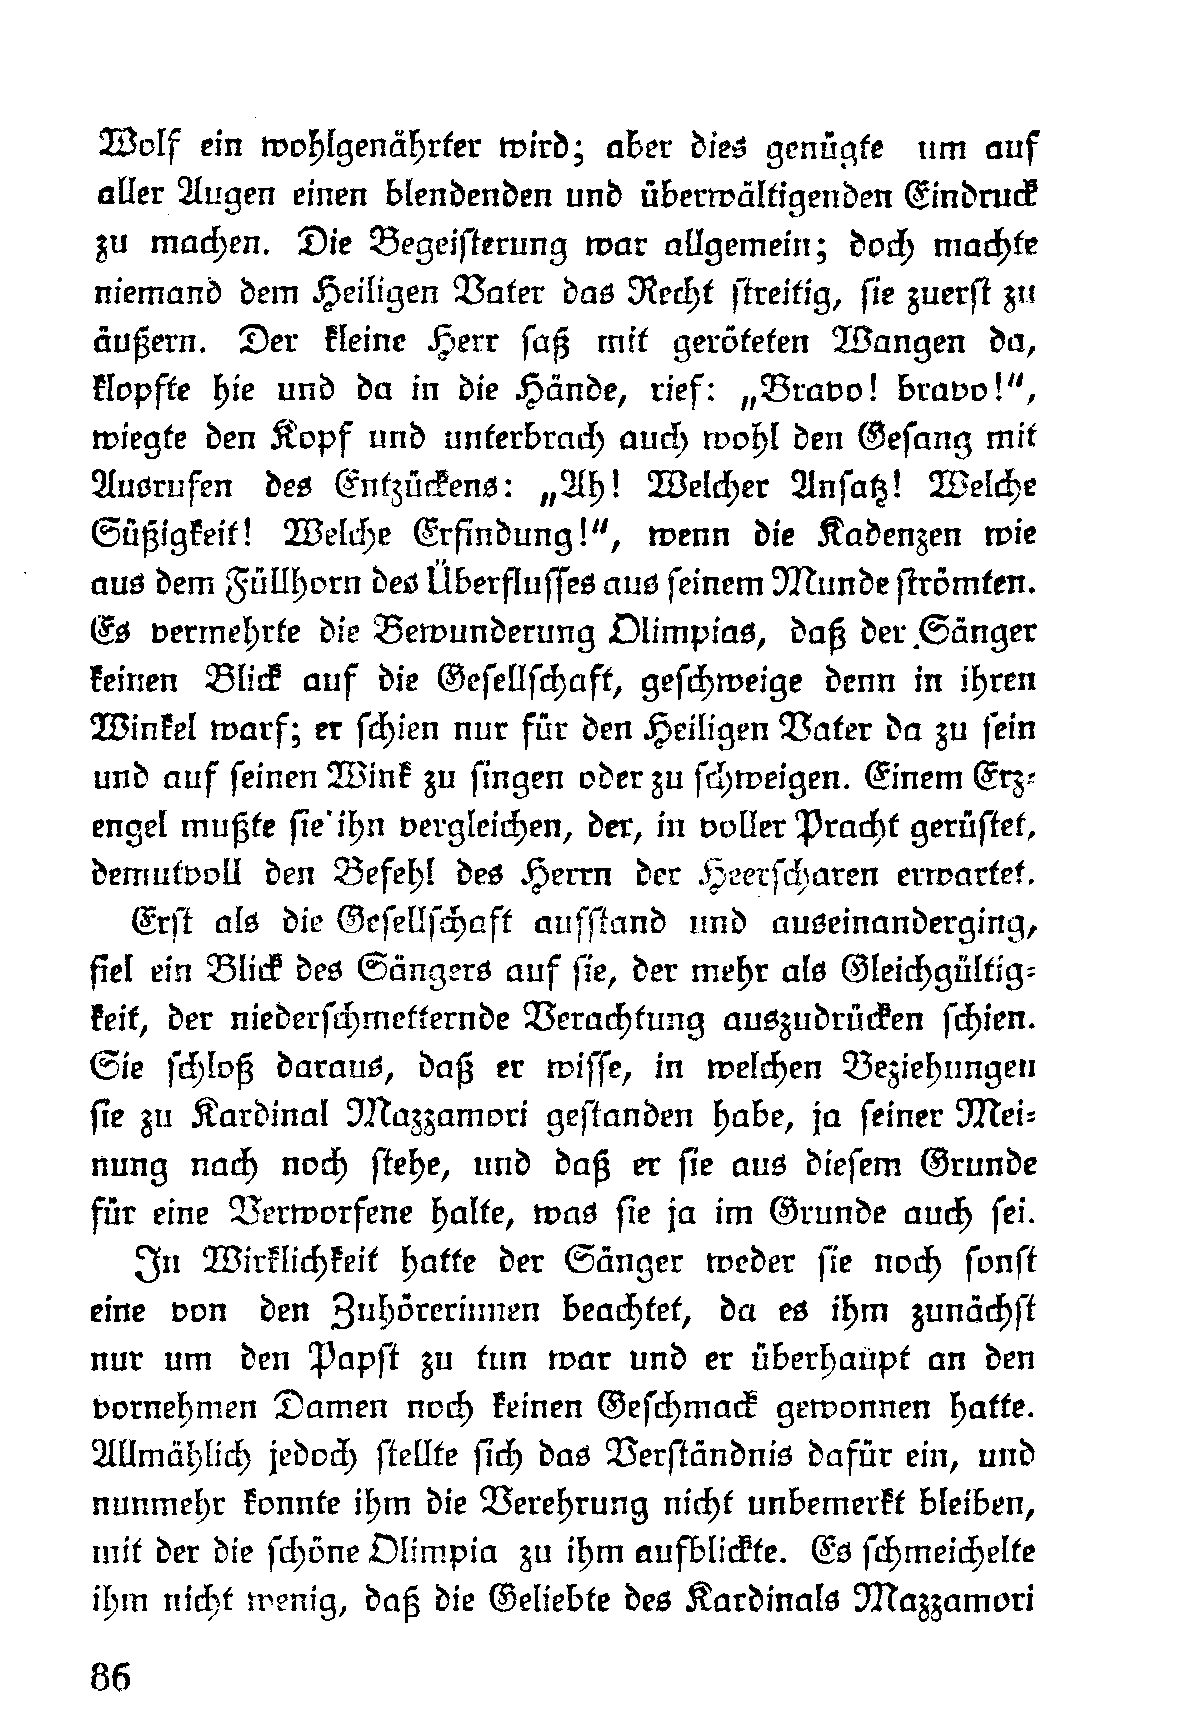 Wolf ein wohlgenährter wird; aber dies genügte um auf
aller Augen einen blendenden und überwältigenden Eindruck
zu machen. Die Begeisterung war allgemein; doch machte
niemand dem Heiligen Vater das Recht streitig, sie zuerst zu
äußern. Der kleine Herr saß mit geröteten Wangen da,
klopfte hie und da in die Hände, rief: „Bravo! bravo!“,
wiegte den Kopf und unterbrach auch wohl den Gesang mit
Ausrufen des Entzückens: „Ah! Welcher Ansatz! Welche
Süßigkeit! Welche Erfindung!“, wenn die Kadenzen wie
aus dem Füllhorn des Überflusses aus seinem Munde strömten.
Es vermehrte die Bewunderung Olimpias, daß der Sänger
keinen Blick auf die Gesellschaft, geschweige denn in ihren
Winkel warf; er schien nur für den Heiligen Vater da zu sein
und auf seinen Wink zu singen oder zu schweigen. Einem Erz-
engel mußte sie ihn vergleichen, der, in voller Pracht gerüstet,
demutvoll den Befehl des Herrn der Heerscharen erwartet.
Erst als die Gesellschaft aufstand und auseinanderging,
fiel ein Blick des Sängers auf sie, der mehr als Gleichgültig-
keit, der niederschmetternde Verachtung auszudrücken schien.
Sie schloß daraus, daß er wisse, in welchen Beziehungen
sie zu Kardinal Mazzamori gestanden habe, ja seiner Mei-
nung nach noch stehe, und daß er sie aus diesem Grunde
für eine Verworfene halte, was sie ja im Grunde auch sei.
In Wirklichkeit hatte der Sänger weder sie noch sonst
eine von den Zuhörerinnen beachtet, da es ihm zunächst
nur um den Papst zu tun war und er überhaupt an den
vornehmen Damen noch keinen Geschmack gewonnen hatte.
Allmählich jedoch stellte sich das Verständnis dafür ein, und
nunmehr konnte ihm die Verehrung nicht unbemerkt bleiben,
mit der die schöne Olimpia zu ihm aufblickte. Es schmeichelte
ihm nicht wenig, daß die Geliebte des Kardinals Mazzamori
86